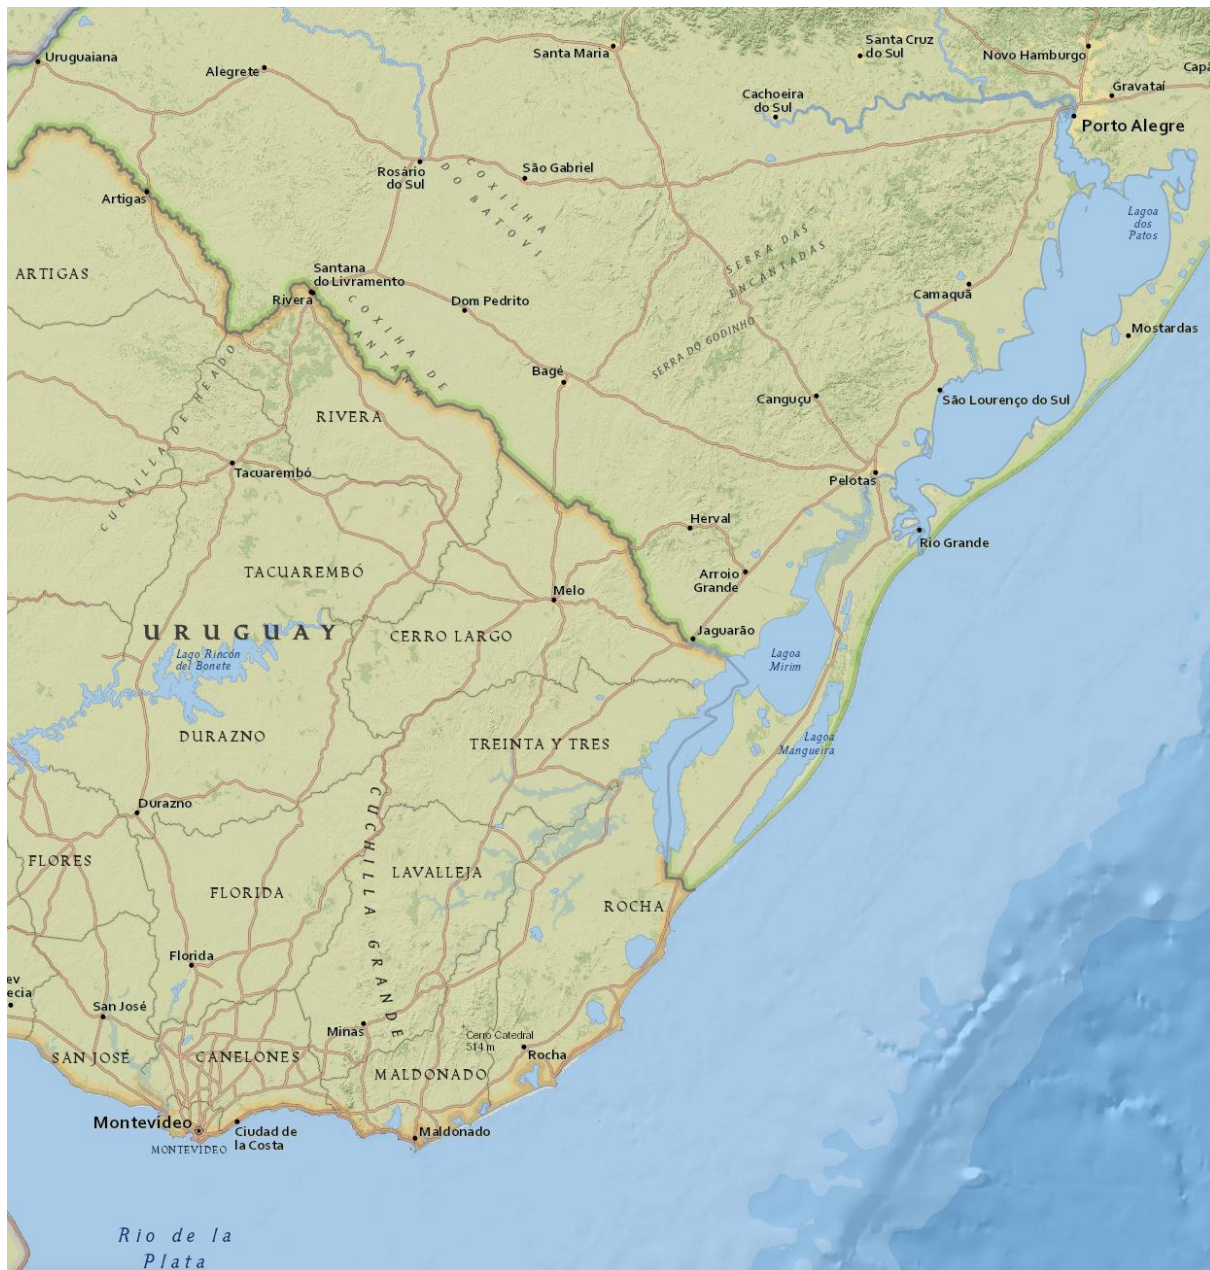 Santa Cruz
do Sul
Santa Maria
Novo Hamburgo
Uruguaiana
Alegrete
Capã
Gravataí
Cachoeira
do Sul
Porto Alegre
Rosário
do Sul
São Gabriel
COXILHA
DO BATOVI
Artigas
Lagoa
dos
Patos
SERRA DAS
ENCANTADAS
ARTIGAS
Santana
do Livramento
Rivera
Dom Pedrito
Camaquã
COXILHA DE
SANTANA
Mostardas
SERRA DO GODINHO
Bagé
CUCHILLA DE HEADO
Canguçu
São Lourenço do Sul
RIVERA
Tacuarembó
Pelotas
Herval
Rio Grande
TACUAREMBÓ
Arroio
Grande
Melo
URUGUAY
CERRO LARGO
Jaguarão
Lago Rincón
del Bonete
Lagoa
Mirim
DURAZNO
TREINTA Y TRES
Lagoa
Mangueira
Durazno
CUCHILLA GRANDE
FLORES
LAVALLEJA
FLORIDA
ROCHA
Florida
ev
ecia
San José
Minas
Cerro Catedral
514 m
Rocha
SAN JOSÉ
CANELONES
MALDONADO
Montevideo
Ciudad de
la Costa
Maldonado
MONTEVIDEO
Rio de la
Plata